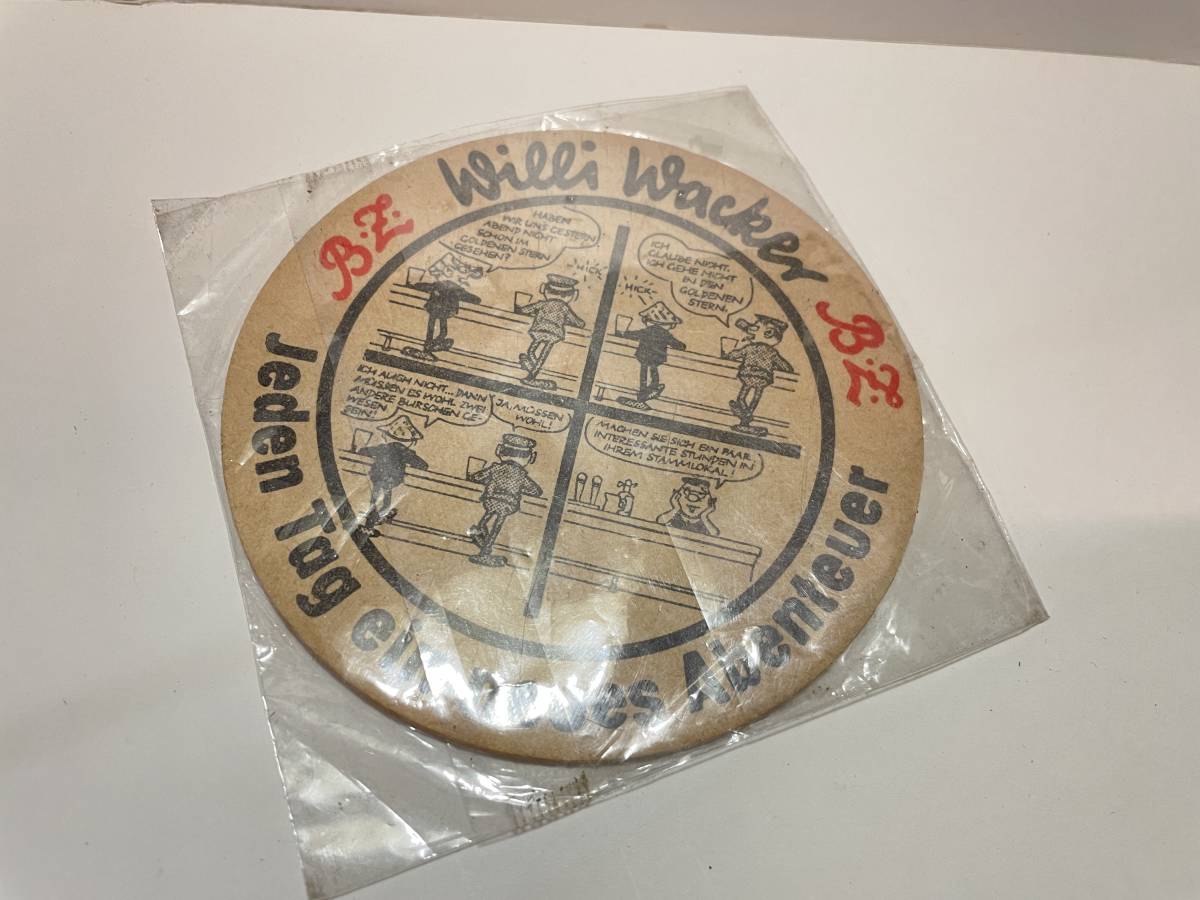 Willi Wacker
B.Z.
B.Z.
HABEN
WIR UNS GESTERN
ABEND NICHT
SCHON IM
GOLDENEN STERN
GESEHEN?
-HICK-
ICH
GLAUBE NICHT.
ICH GEHE NICHT
IN DEN
GOLDENEN
STERN.
-HICK-
ICH AUCH NICHT... DANN
MÜSSEN ES WOHL ZWEI
ANDERE BURSCHEN GE-
WESEN
SEIN!
JA, MÜSSEN
WOHL!
MACHEN SIE SICH EIN PAAR
INTERESSANTE STUNDEN IN
IHREM STAMMLOKAL!
Jeden Tag ein neues Abenteuer